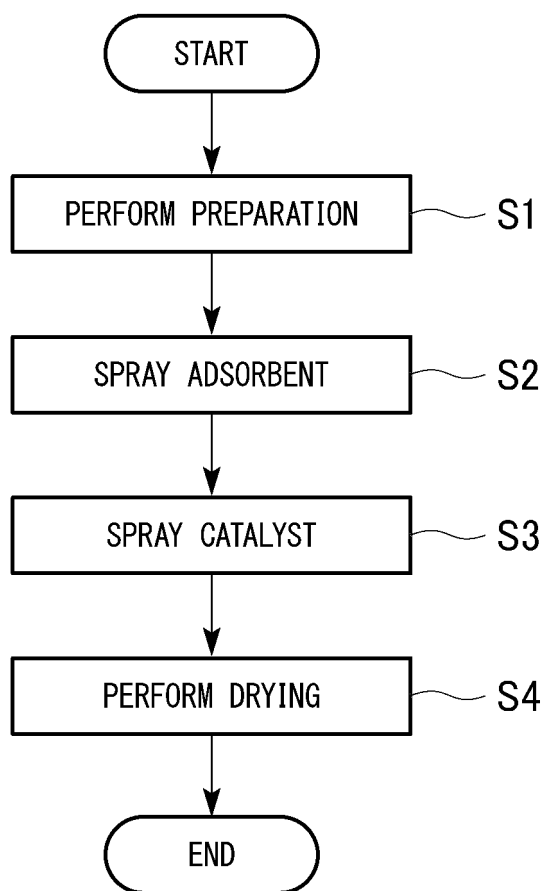 START
PERFORM PREPARATION
S1
SPRAY ADSORBENT
S2
SPRAY CATALYST
S3
PERFORM DRYING
S4
END